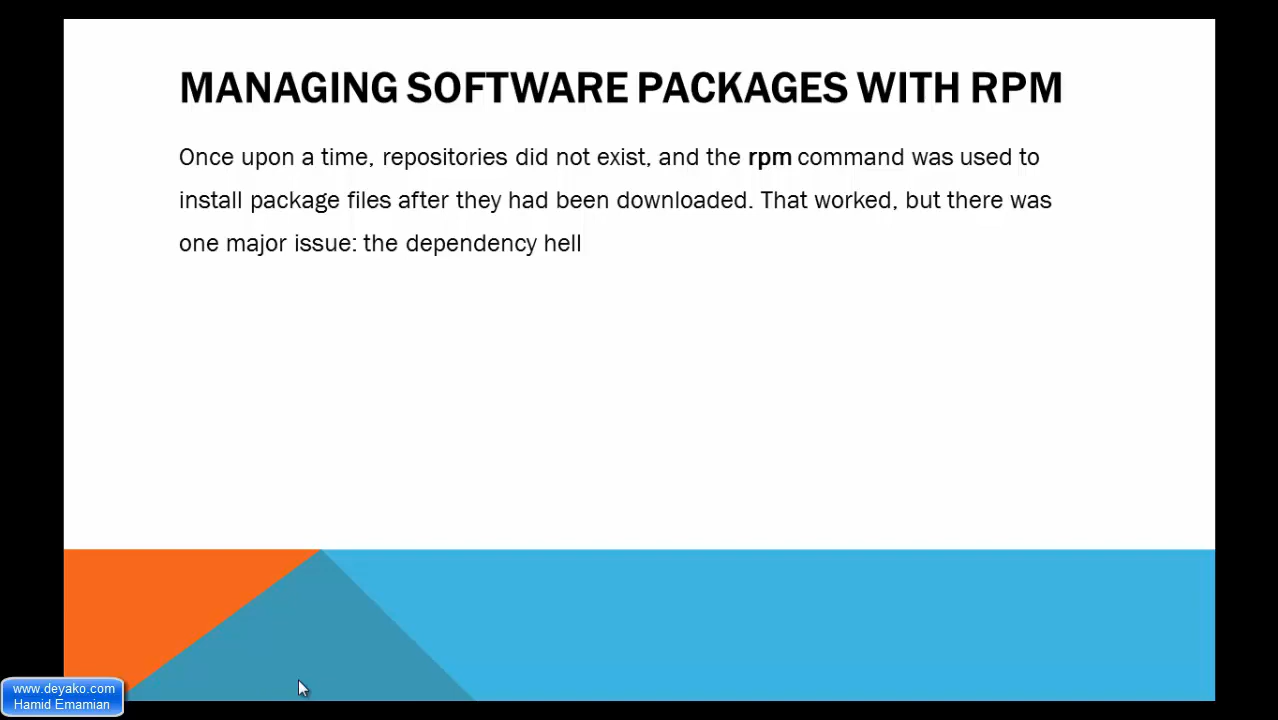 MANAGING SOFTWARE PACKAGES WITH RPM
Once upon a time, repositories did not exist, and the rpm command was used to
install package files after they had been downloaded. That worked, but there was
one major issue: the dependency hell
www.deyako.com
Hamid Emamian